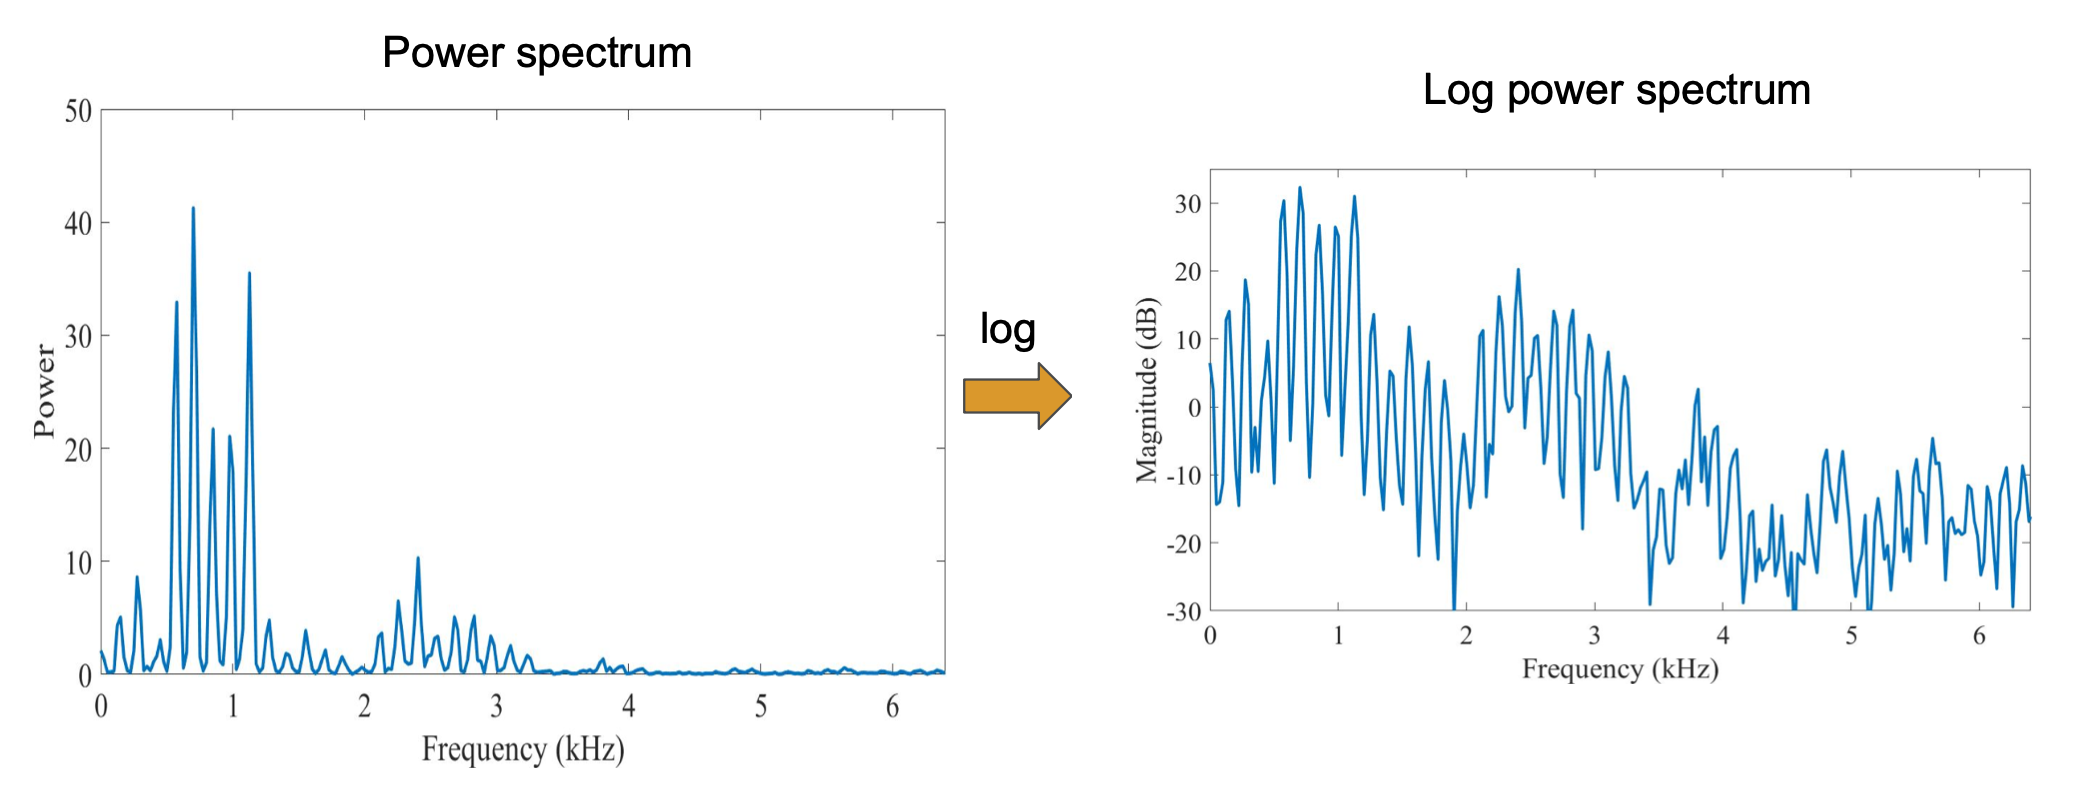 Power spectrum
50
40
30
20
10
0
Power
0 1 2 3 4 5 6
Frequency (kHz)
log
Log power spectrum
30
20
10
0
-10
-20
-30
Magnitude (dB)
0 1 2 3 4 5 6
Frequency (kHz)